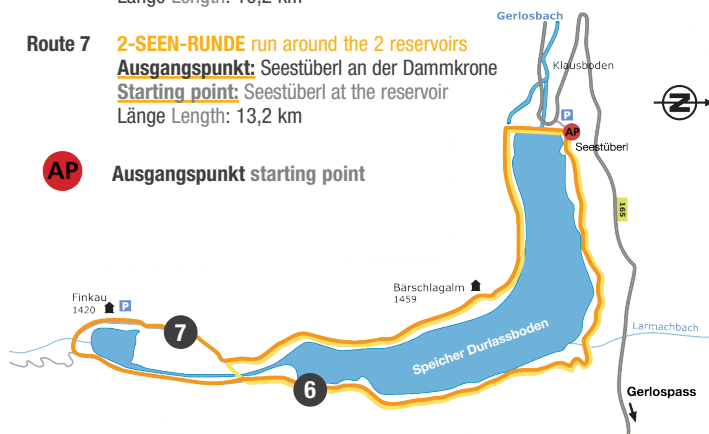 Länge Length: 13,2 km
Route 7 2-SEEN-RUNDE run around the 2 reservoirs
Ausgangspunkt: Seestüberl an der Dammkrone
Starting point: Seestüberl at the reservoir
Länge Length: 13,2 km
AP Ausgangspunkt starting point
Gerlosbach
Klausboden
N
P
AP
Seestüberl
165
Bärschlagalm
1459
Finkau
1420
P
7
Larmachbach
Speicher Durlassboden
6
Gerlospass